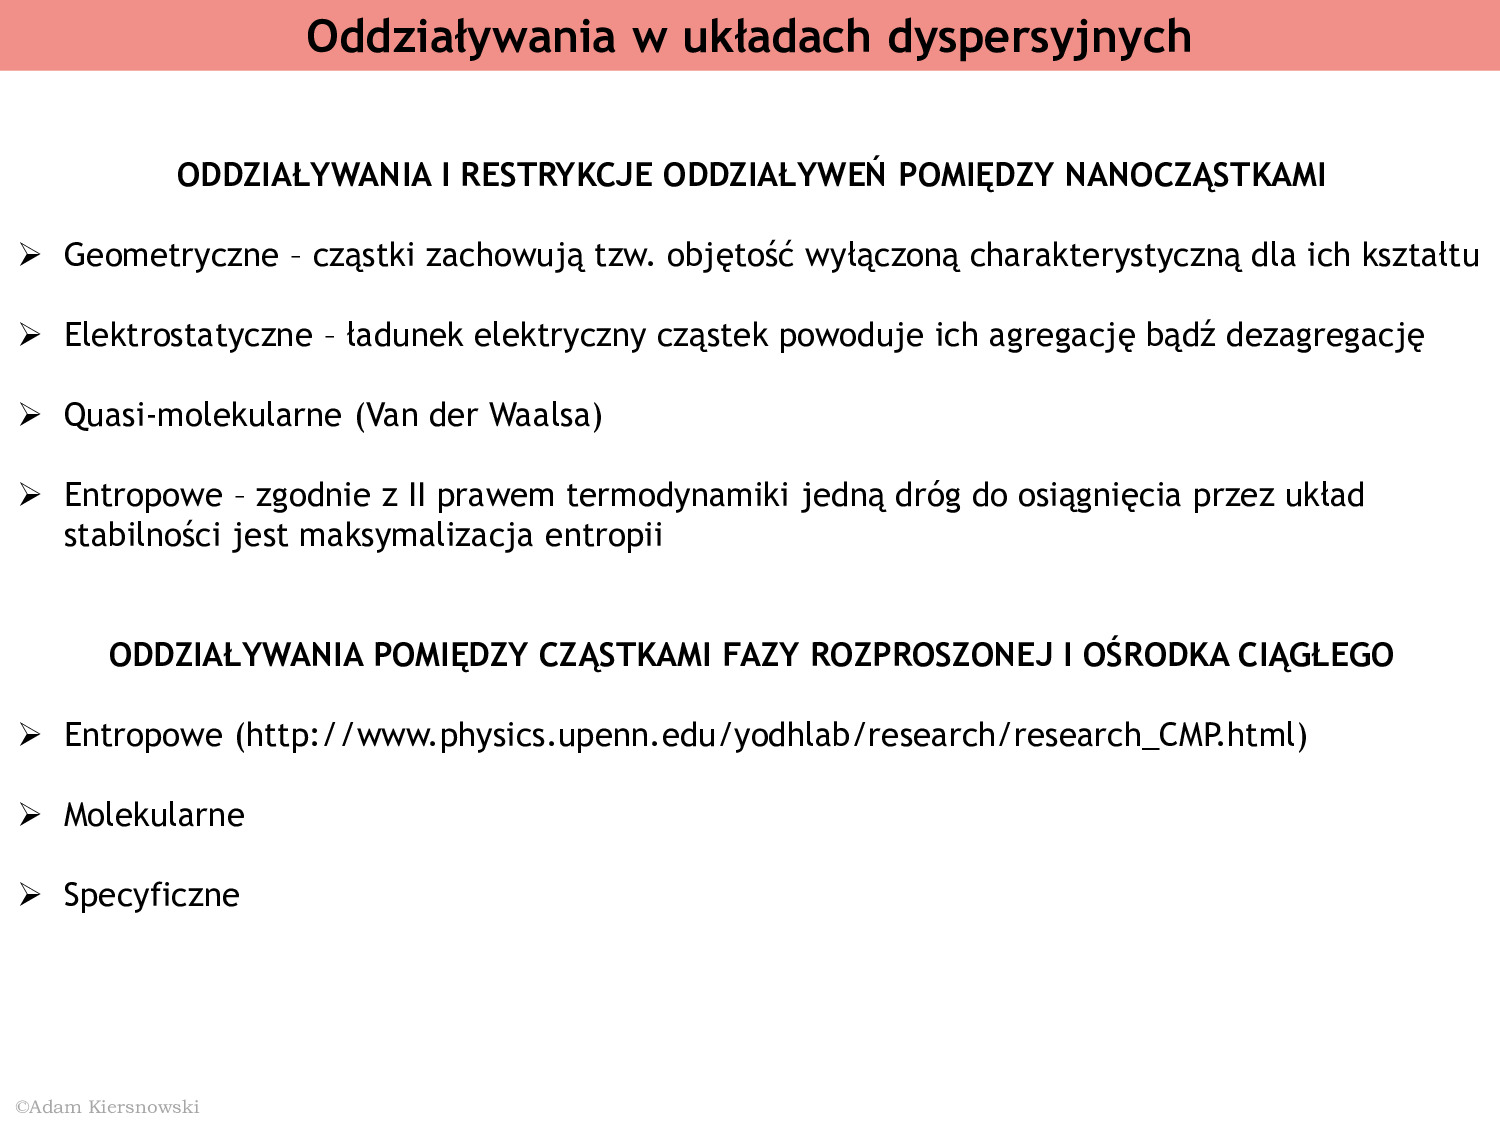 Oddziaływania w układach dyspersyjnych
ODDZIAŁYWANIA I RESTRYKCJE ODDZIAŁYWEŃ POMIĘDZY NANOCZĄSTKAMI
➢ Geometryczne – cząstki zachowują tzw. objętość wyłączoną charakterystyczną dla ich kształtu
➢ Elektrostatyczne – ładunek elektryczny cząstek powoduje ich agregację bądź dezagregację
➢ Quasi-molekularne (Van der Waalsa)
➢ Entropowe – zgodnie z II prawem termodynamiki jedną dróg do osiągnięcia przez układ
stabilności jest maksymalizacja entropii
ODDZIAŁYWANIA POMIĘDZY CZĄSTKAMI FAZY ROZPROSZONEJ I OŚRODKA CIĄGŁEGO
➢ Entropowe (http://www.physics.upenn.edu/yodhlab/research/research_CMP.html)
➢ Molekularne
➢ Specyficzne
©Adam Kiersnowski